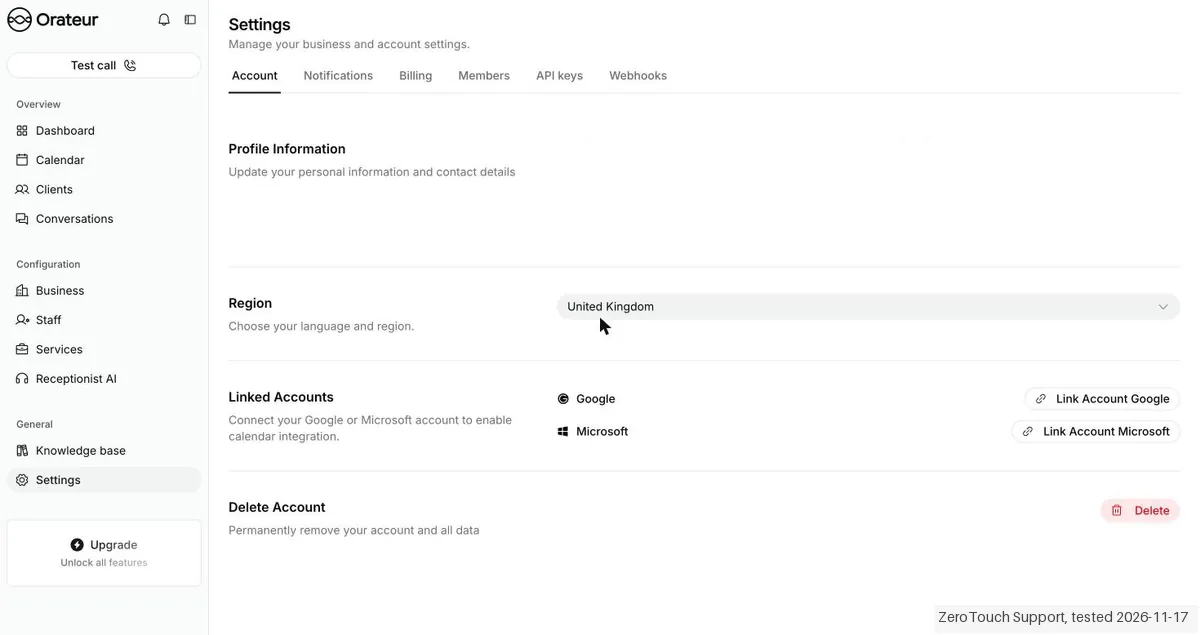 Orateur
Test call
Overview
Dashboard
Calendar
Clients
Conversations
Configuration
Business
Staff
Services
Receptionist AI
General
Knowledge base
Settings
Upgrade
Unlock all features
Settings
Manage your business and account settings.
Account Notifications Billing Members API keys Webhooks
Profile Information
Update your personal information and contact details
Region
Choose your language and region.
United Kingdom
Linked Accounts
Connect your Google or Microsoft account to enable
calendar integration.
Google
Link Account Google
Microsoft
Link Account Microsoft
Delete Account
Permanently remove your account and all data
Delete
ZeroTouch Support, tested 2026-11-17